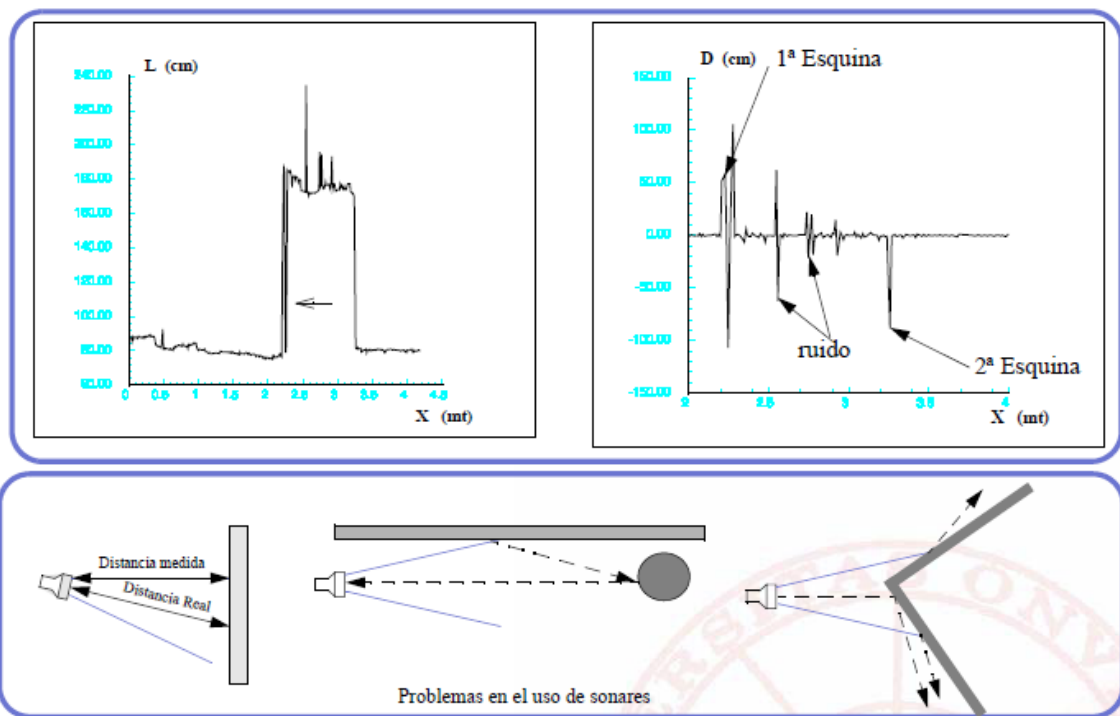 L (cm)
240.00
220.00
200.00
180.00
160.00
140.00
120.00
100.00
80.00
60.00
0 0.5 1 1.5 2 2.5 3 3.5 4 4.5
X (mt)
D (cm)
1ª Esquina
150.00
100.00
50.00
0.00
-50.00
-100.00
-150.00
ruido
2ª Esquina
2 2.5 3 3.5 4
X (mt)
Distancia medida
Distancia Real
Problemas en el uso de sonares